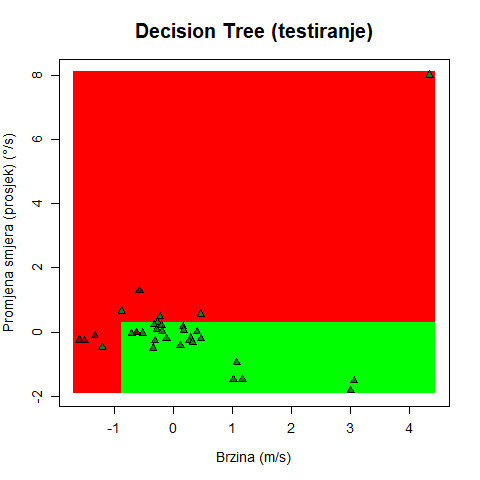 Decision Tree (testiranje)
Promjena smjera (prosjek) (°/s)
8
6
4
2
0
-2
-1 0 1 2 3 4
Brzina (m/s)